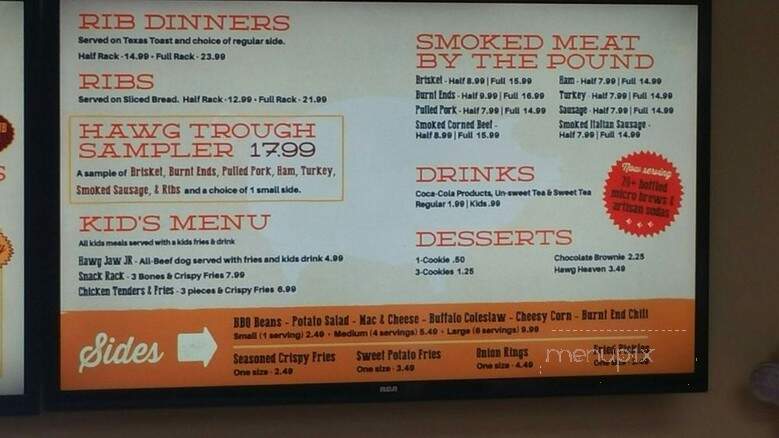 RIB DINNERS
Served on Texas Toast and choice of regular side.
Half Rack -14.99 - Full Rack - 23.99
RIBS
Served on Sliced Bread. Half Rack - 12.99 - Full Rack - 21.99
HAWG TROUGH
SAMPLER 17.99
A sample of Brisket, Burnt Ends, Pulled Pork, Ham, Turkey,
Smoked Sausage, & Ribs and a choice of 1 small side.
KID'S MENU
All kids meals served with a kids fries & drink
Hawg Jaw JR - All-Beef dog served with fries and kids drink 4.99
Snack Rack - 3 Bones & Crispy Fries 7.99
Chicken Tenders & Fries - 3 pieces & Crispy Fries 6.99
SMOKED MEAT
BY THE POUND
Brisket - Half 8.99 | Full 15.99
Burnt Ends - Half 9.99 | Full 16.99
Pulled Pork - Half 7.99 | Full 14.99
Smoked Corned Beef -
Half 8.99 | Full 15.99
Ham - Half 7.99 | Full 14.99
Turkey - Half 7.99 | Full 14.99
Sausage - Half 7.99 | Full 14.99
Smoked Italian Sausage -
Half 7.99 | Full 14.99
DRINKS
Coca-Cola Products, Un-sweet Tea & Sweet Tea
Regular 1.99 | Kids .99
Now serving
75+ bottled
micro brews &
artisan sodas
DESSERTS
1-Cookie .50
3-Cookies 1.25
Chocolate Brownie 2.25
Hawg Heaven 3.49
Sides
BBQ Beans - Potato Salad - Mac & Cheese - Buffalo Coleslaw - Cheesy Corn - Burnt End Chili
Small (1 serving) 2.49 - Medium (4 servings) 5.49 - Large (8 servings) 9.99
Seasoned Crispy Fries
One size - 2.49
Sweet Potato Fries
One size - 3.49
Onion Rings
One size - 4.49
Fried Pickles
One size
menupix
RCA